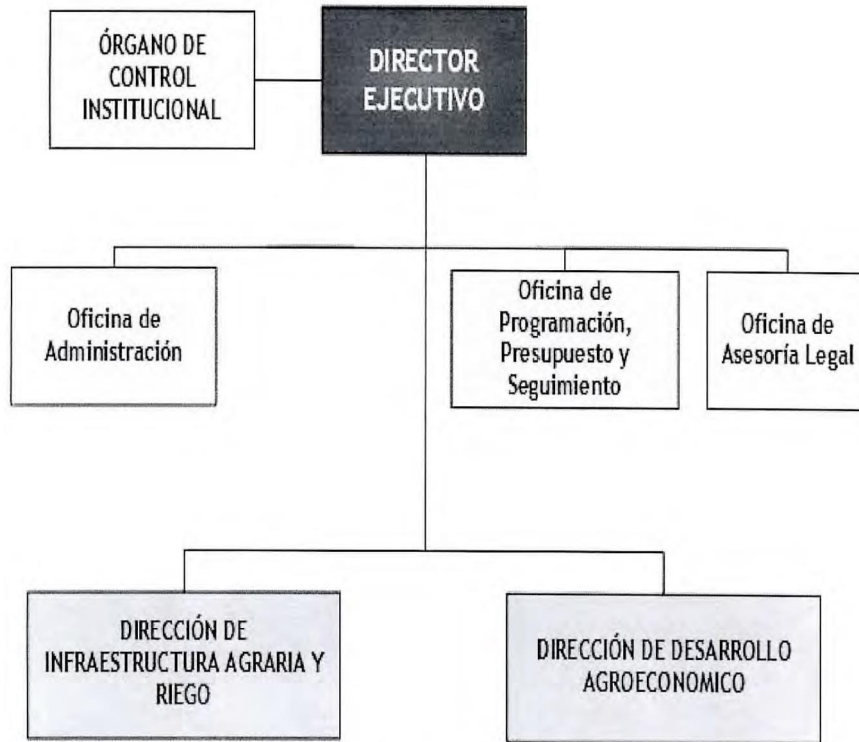 ÓRGANO DE
CONTROL
INSTITUCIONAL
DIRECTOR
EJECUTIVO
Oficina de
Administración
Oficina de
Programación,
Presupuesto y
Seguimiento
Oficina de
Asesoría Legal
DIRECCIÓN DE
INFRAESTRUCTURA AGRARIA Y
RIEGO
DIRECCIÓN DE DESARROLLO
AGROECONOMICO